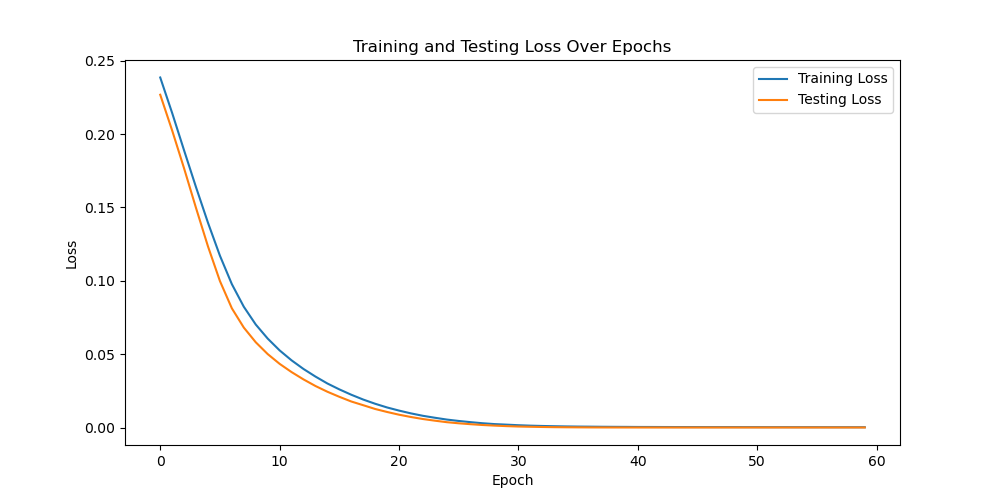 Training and Testing Loss Over Epochs
Training Loss
Testing Loss
Loss
0.25
0.20
0.15
0.10
0.05
0.00
0 10 20 30 40 50 60
Epoch